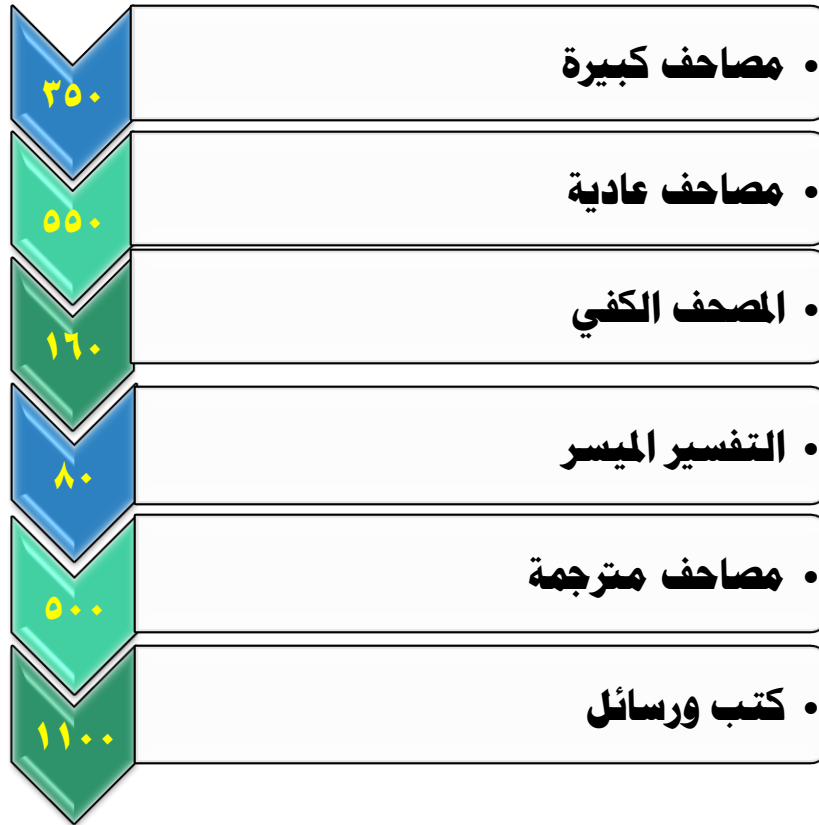 • مصاحف كبيرة
٣٥٠
• مصاحف عادية
٥٥٠
• المصحف الكفي
١٦٠
• التفسير الميسر
٨٠
• مصاحف مترجمة
٥٠٠
• كتب ورسائل
١١٠٠